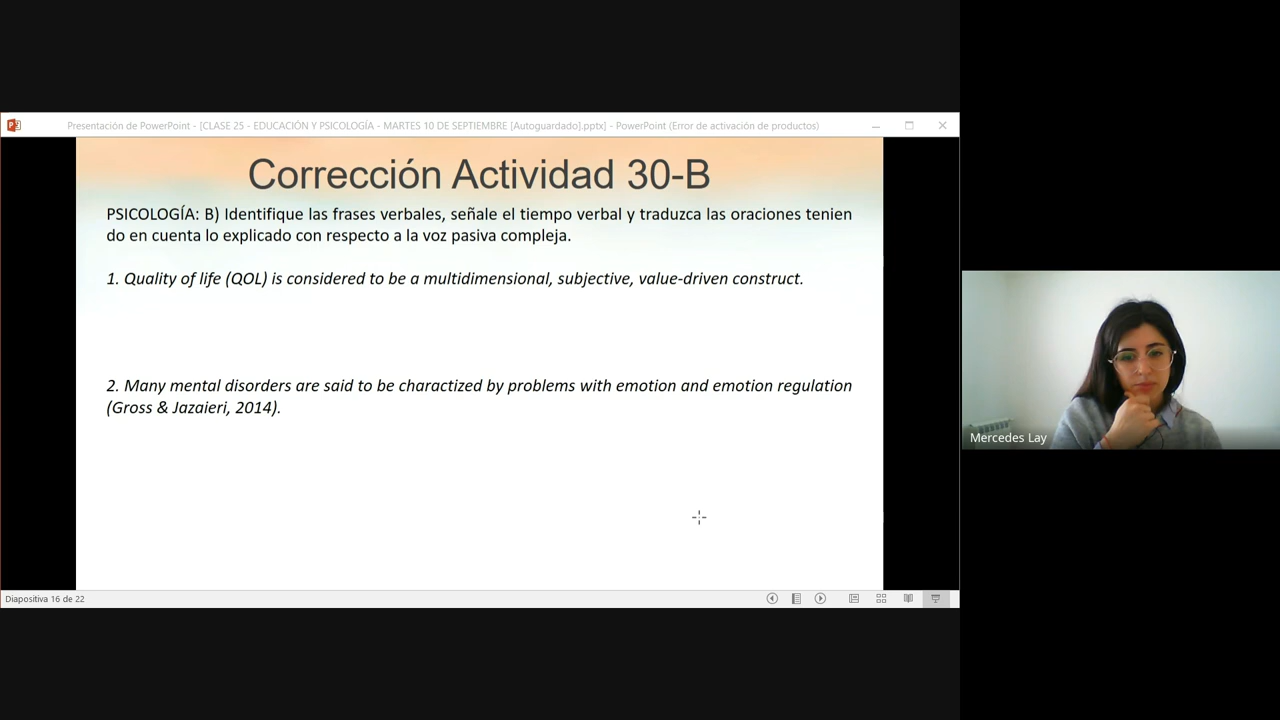 Presentación de PowerPoint - [CLASE 25 - EDUCACIÓN Y PSICOLOGÍA - MARTES 10 DE SEPTIEMBRE [Autoguardado].pptx] - PowerPoint (Error de activación de productos)
Corrección Actividad 30-B
PSICOLOGÍA: B) Identifique las frases verbales, señale el tiempo verbal y traduzca las oraciones tenien
do en cuenta lo explicado con respecto a la voz pasiva compleja.
1. Quality of life (QOL) is considered to be a multidimensional, subjective, value-driven construct.
2. Many mental disorders are said to be charactized by problems with emotion and emotion regulation
(Gross & Jazaieri, 2014).
Mercedes Lay
Diapositiva 16 de 22